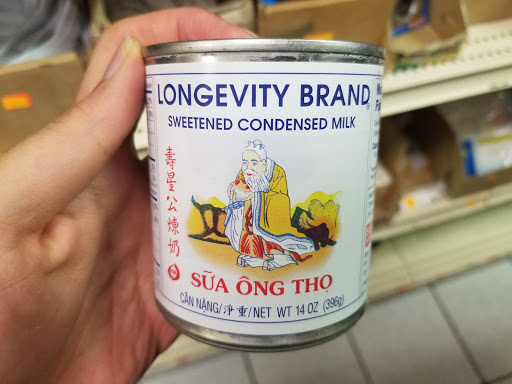 LONGEVITY BRAND®
SWEETENED CONDENSED MILK
壽星公煉奶
SỮA ÔNG THỌ
CÂN NẶNG/淨重/NET WT 14 OZ (396g)